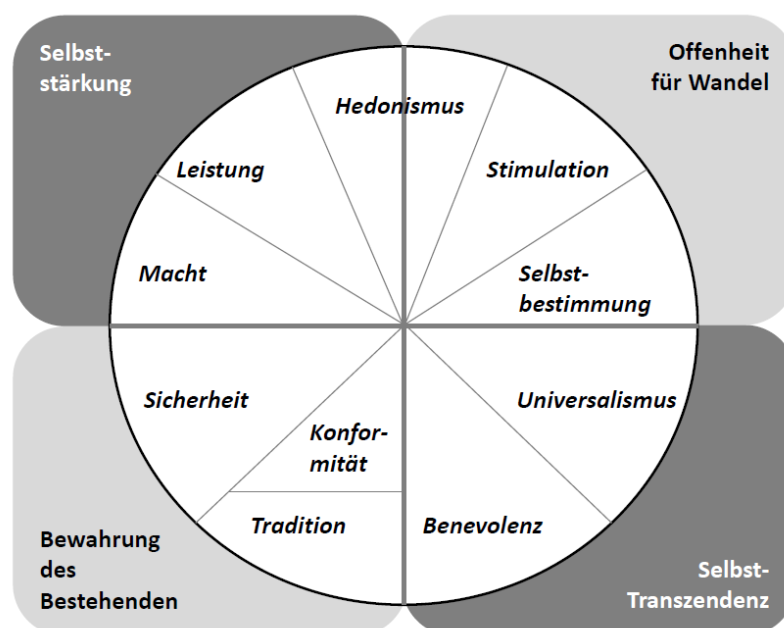 Selbst-
stärkung
Offenheit
für Wandel
Hedonismus
Leistung
Stimulation
Macht
Selbst-
bestimmung
Sicherheit
Universalismus
Konfor-
mität
Tradition
Benevolenz
Bewahrung
des
Bestehenden
Selbst-
Transzendenz